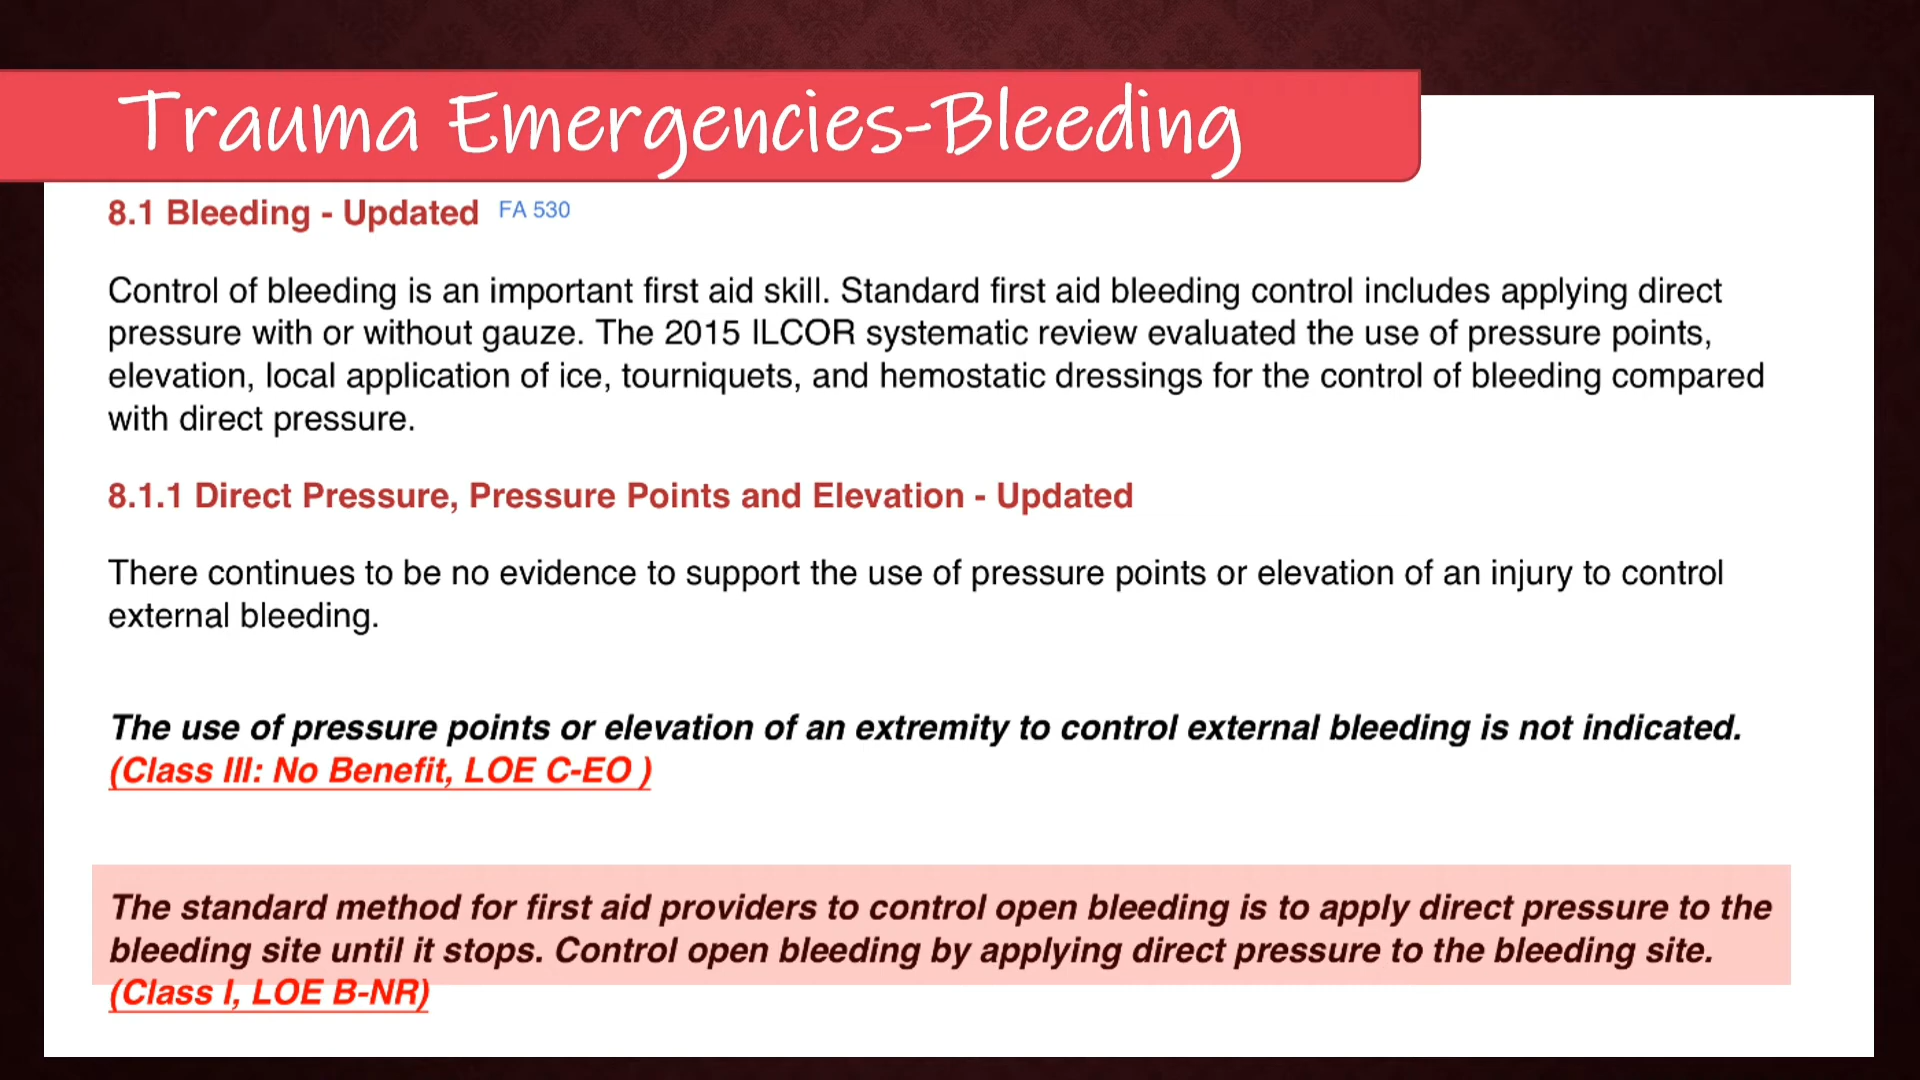 Trauma Emergencies-Bleeding
8.1 Bleeding - Updated FA 530
Control of bleeding is an important first aid skill. Standard first aid bleeding control includes applying direct
pressure with or without gauze. The 2015 ILCOR systematic review evaluated the use of pressure points,
elevation, local application of ice, tourniquets, and hemostatic dressings for the control of bleeding compared
with direct pressure.
8.1.1 Direct Pressure, Pressure Points and Elevation - Updated
There continues to be no evidence to support the use of pressure points or elevation of an injury to control
external bleeding.
The use of pressure points or elevation of an extremity to control external bleeding is not indicated.
(Class III: No Benefit, LOE C-EO )
The standard method for first aid providers to control open bleeding is to apply direct pressure to the
bleeding site until it stops. Control open bleeding by applying direct pressure to the bleeding site.
(Class I, LOE B-NR)